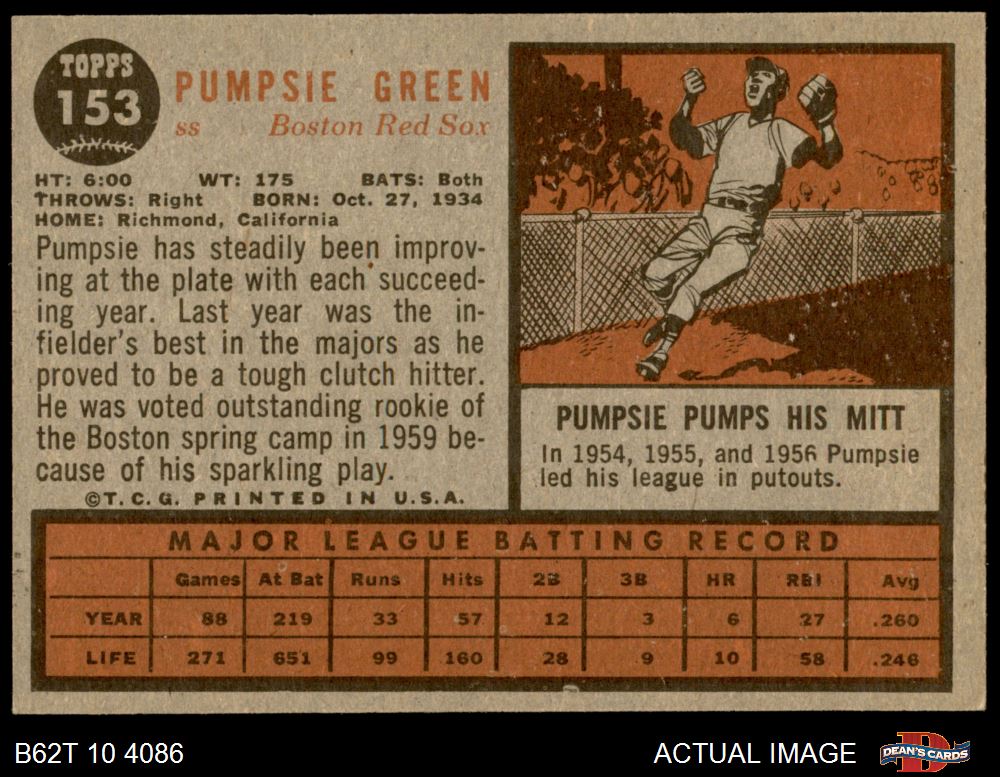 TOPPS
153
PUMPSIE GREEN
ss Boston Red Sox
HT: 6:00 WT: 175 BATS: Both
THROWS: Right BORN: Oct. 27, 1934
HOME: Richmond, California
Pumpsie has steadily been improv-
ing at the plate with each succeed-
ing year. Last year was the in-
fielder's best in the majors as he
proved to be a tough clutch hitter.
He was voted outstanding rookie of
the Boston spring camp in 1959 be-
cause of his sparkling play.
©T.C.G. PRINTED IN U.S.A.
PUMPSIE PUMPS HIS MITT
In 1954, 1955, and 1956 Pumpsie
led his league in putouts.
MAJOR LEAGUE BATTING RECORD
Games At Bat Runs Hits 2B 3B HR RBI Avg
YEAR 88 219 33 57 12 3 6 27 .260
LIFE 271 651 99 160 28 9 10 58 .246
B62T 10 4086 ACTUAL IMAGE
DEAN'S CARDS